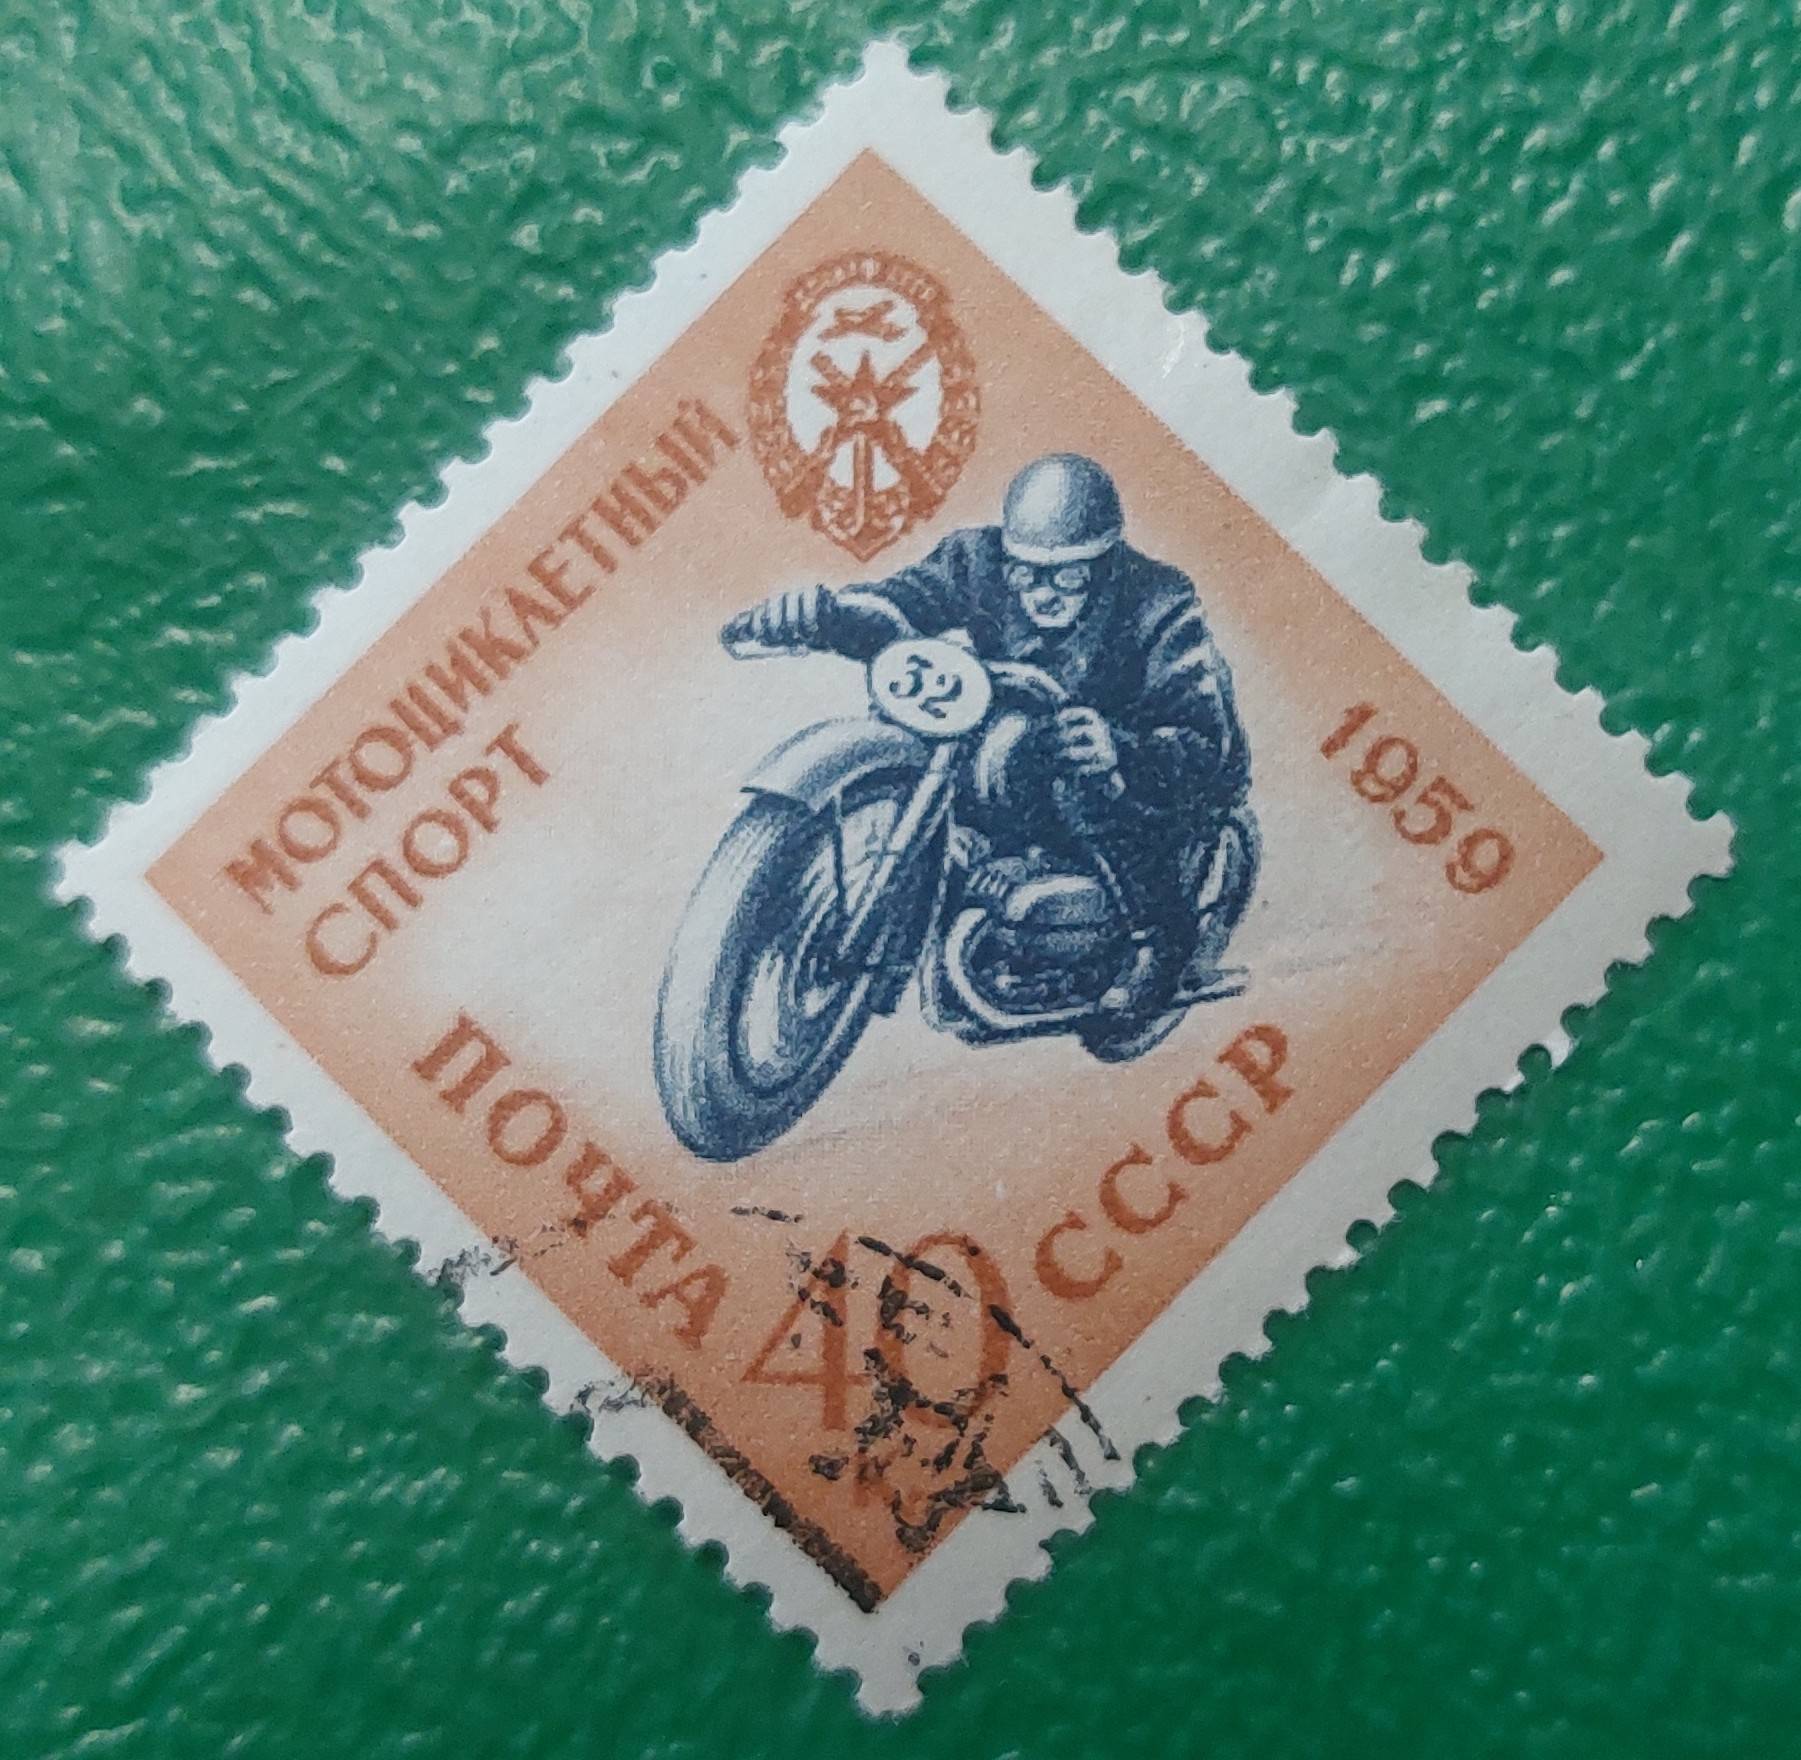 МОТОЦИКЛЕТНЫЙ
СПОРТ
32
1959
ПОЧТА
40
СССР